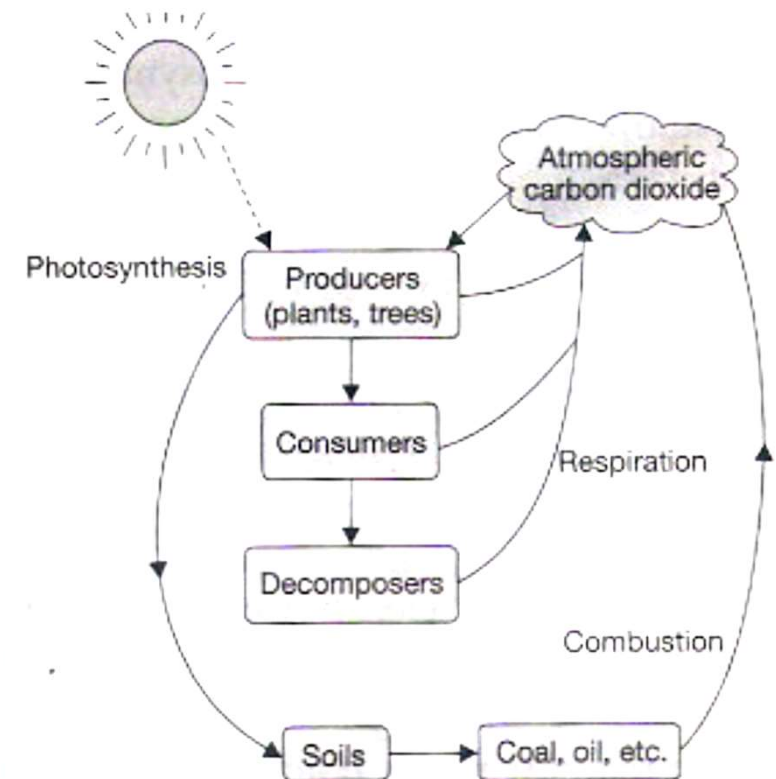 Atmospheric
carbon dioxide
Photosynthesis
Producers
(plants, trees)
Consumers
Respiration
Decomposers
Combustion
Soils
Coal, oil, etc.